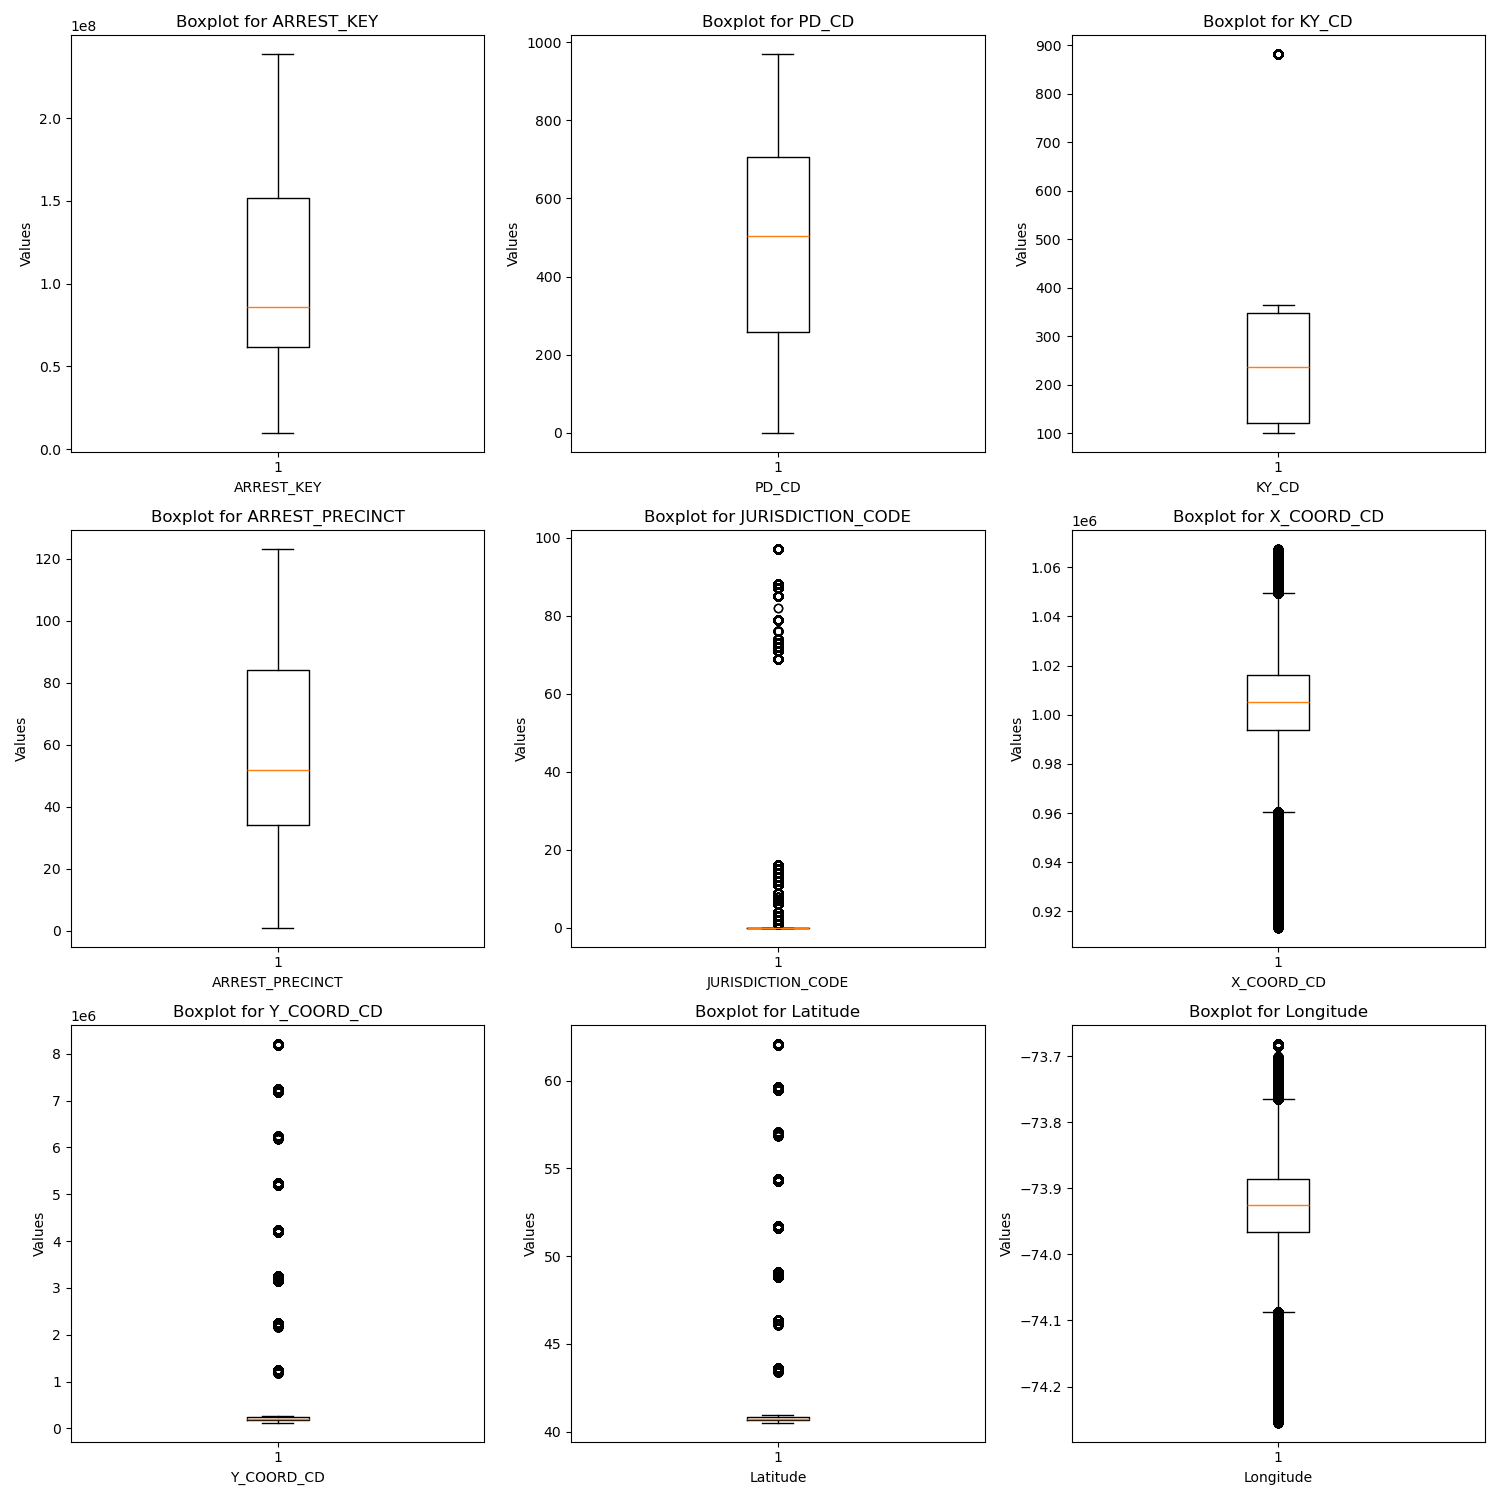 Boxplot for ARREST_KEY
1e8
2.0
1.5
1.0
0.5
0.0
Values
1
ARREST_KEY
Boxplot for PD_CD
1000
800
600
400
200
0
Values
1
PD_CD
Boxplot for KY_CD
900
800
700
600
500
400
300
200
100
Values
1
KY_CD
Boxplot for ARREST_PRECINCT
120
100
80
60
40
20
0
Values
1
ARREST_PRECINCT
Boxplot for JURISDICTION_CODE
100
80
60
40
20
0
Values
1
JURISDICTION_CODE
Boxplot for X_COORD_CD
1e6
1.06
1.04
1.02
1.00
0.98
0.96
0.94
0.92
Values
1
X_COORD_CD
Boxplot for Y_COORD_CD
1e6
8
7
6
5
4
3
2
1
0
Values
1
Y_COORD_CD
Boxplot for Latitude
60
55
50
45
40
Values
1
Latitude
Boxplot for Longitude
−73.7
−73.8
−73.9
−74.0
−74.1
−74.2
Values
1
Longitude